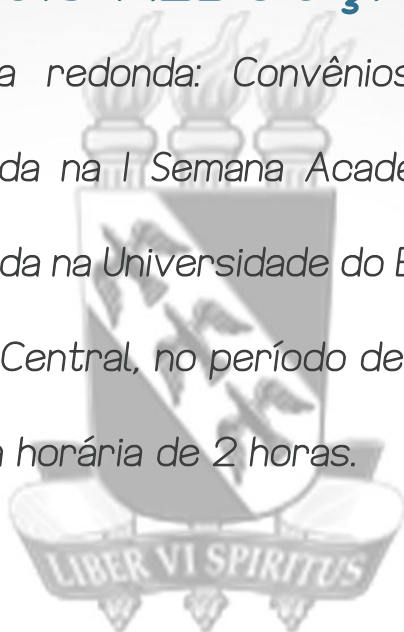 a redonda: Convênios
da na I Semana Acade
da na Universidade do E
Central, no período de
a horária de 2 horas.
LIBER VI SPIRITUS